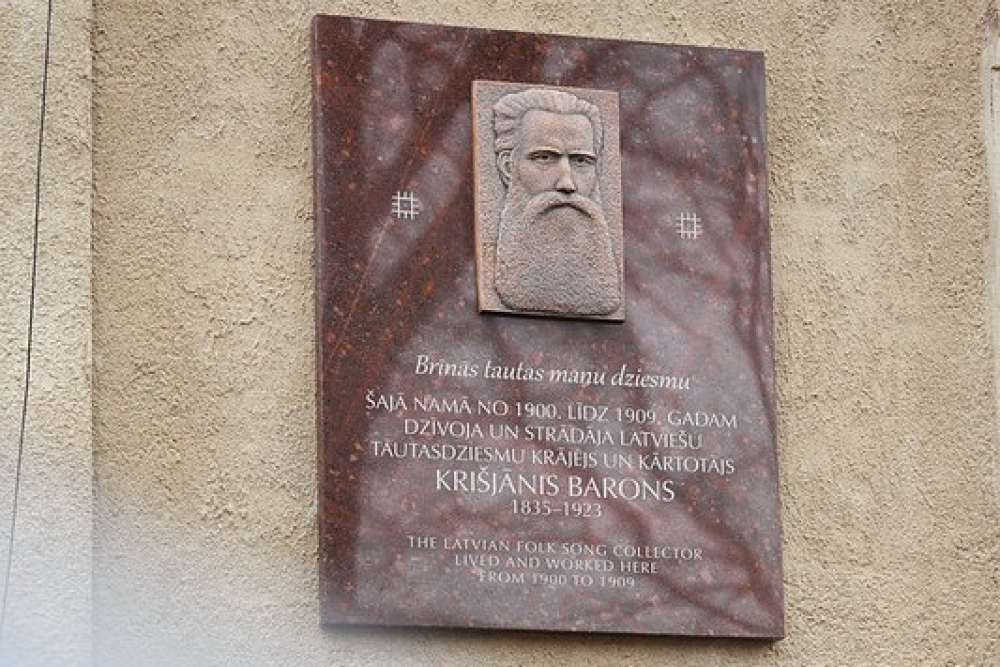 Brīnās tautas manu dziesmu
ŠAJĀ NAMĀ NO 1900. LĪDZ 1909. GADAM
DZĪVOJA UN STRĀDĀJA LATVIEŠU
TAUTASDZIESMU KRĀJĒJS UN KĀRTOTĀJS
KRIŠJĀNIS BARONS
1835–1923
THE LATVIAN FOLK SONG COLLECTOR
LIVED AND WORKED HERE
FROM 1900 TO 1909